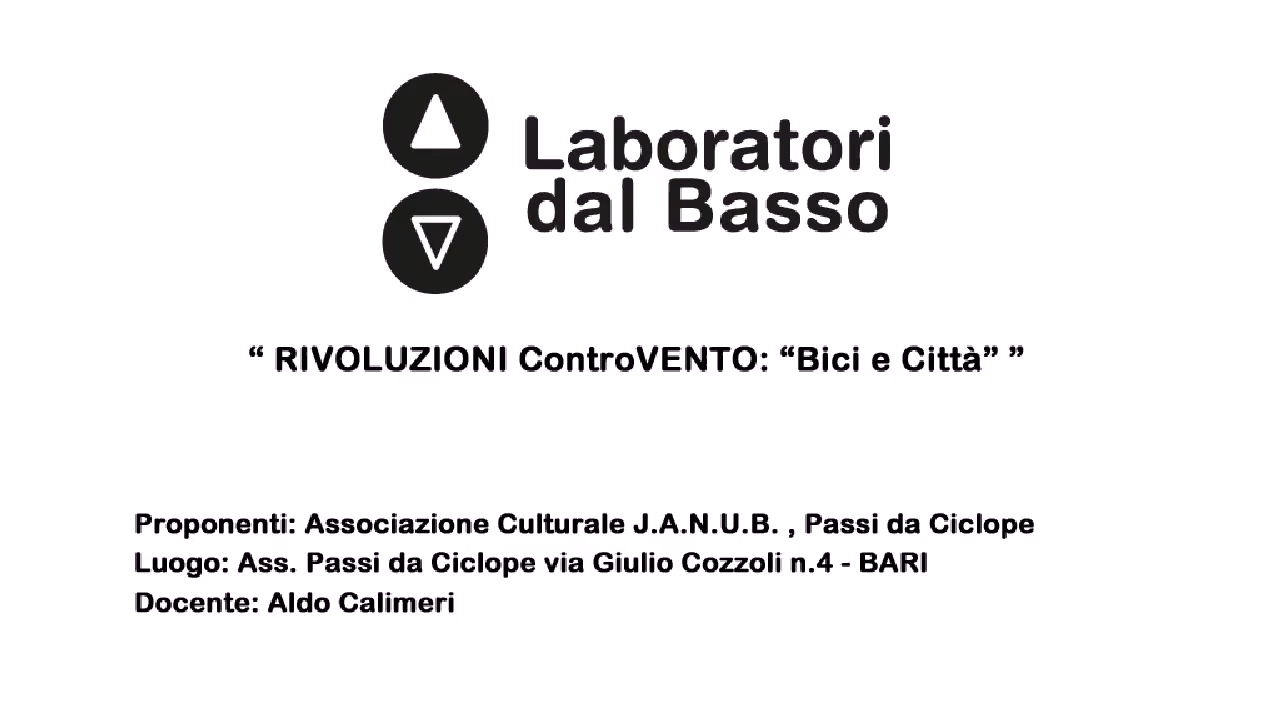 Laboratori
dal Basso
“ RIVOLUZIONI ControVENTO: “Bici e Città” ”
Proponenti: Associazione Culturale J.A.N.U.B. , Passi da Ciclope
Luogo: Ass. Passi da Ciclope via Giulio Cozzoli n.4 - BARI
Docente: Aldo Calimeri